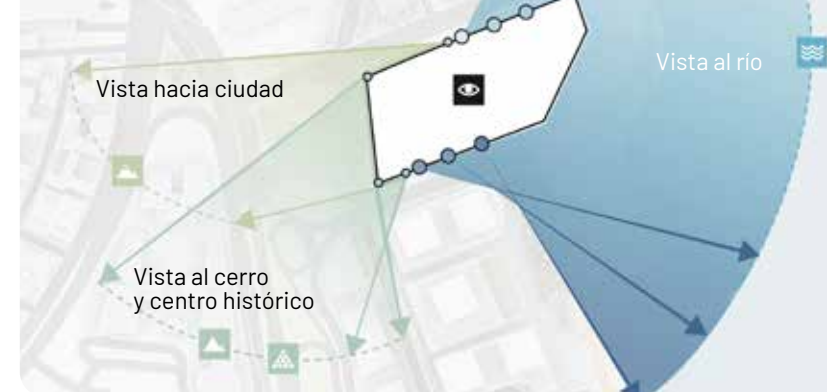 Vista al río
Vista hacia ciudad
Vista al cerro
y centro histórico